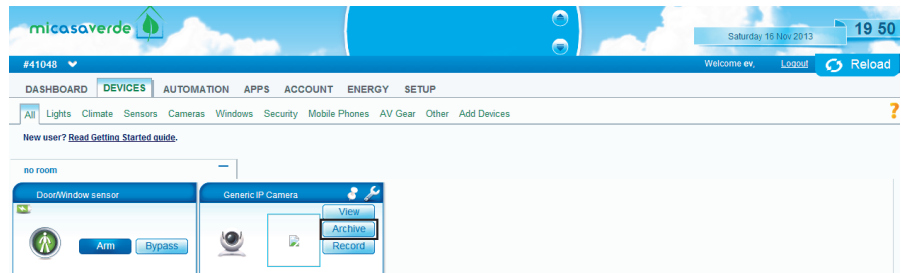 micasaverde
Saturday 16 Nov 2013
19 50
#41048
Welcome ev, Logout Reload
DASHBOARD DEVICES AUTOMATION APPS ACCOUNT ENERGY SETUP
All Lights Climate Sensors Cameras Windows Security Mobile Phones AV Gear Other Add Devices ?
New user? Read Getting Started guide.
no room
Door/Window sensor
Arm Bypass
Generic IP Camera
View
Archive
Record